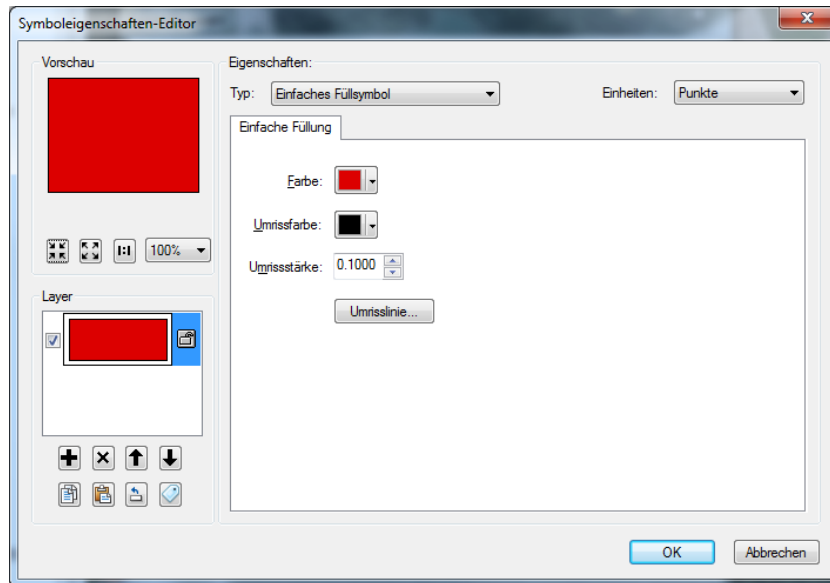 Symboleigenschaften-Editor
Vorschau
100%
Layer
Eigenschaften:
Typ: Einfaches Füllsymbol Einheiten: Punkte
Einfache Füllung
Farbe:
Umrissfarbe:
Umrissstärke: 0.1000
Umrisslinie...
OK Abbrechen